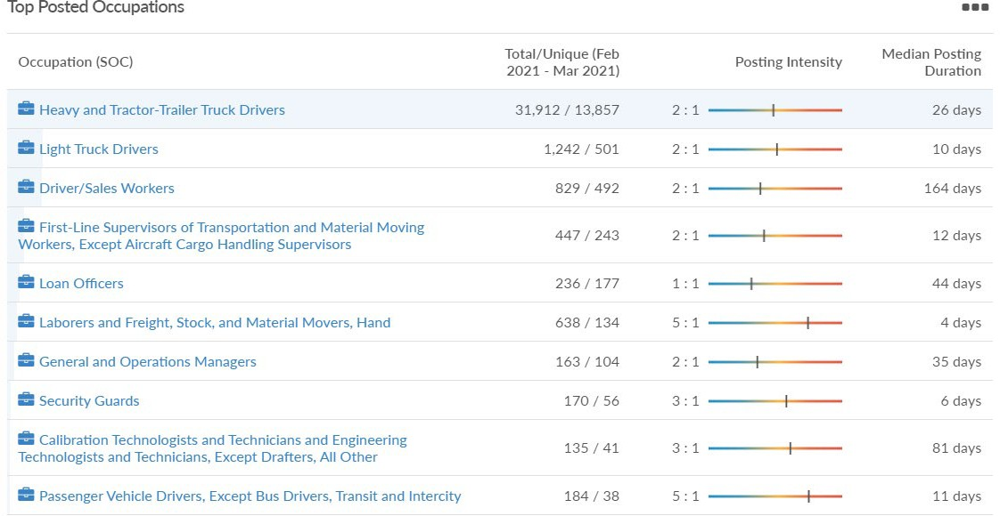 Top Posted Occupations
Occupation (SOC)
Total/Unique (Feb
2021 - Mar 2021)
Posting Intensity
Median Posting
Duration
Heavy and Tractor-Trailer Truck Drivers 31,912 / 13,857 2 : 1 26 days
Light Truck Drivers 1,242 / 501 2 : 1 10 days
Driver/Sales Workers 829 / 492 2 : 1 164 days
First-Line Supervisors of Transportation and Material Moving
Workers, Except Aircraft Cargo Handling Supervisors
447 / 243 2 : 1 12 days
Loan Officers 236 / 177 1 : 1 44 days
Laborers and Freight, Stock, and Material Movers, Hand 638 / 134 5 : 1 4 days
General and Operations Managers 163 / 104 2 : 1 35 days
Security Guards 170 / 56 3 : 1 6 days
Calibration Technologists and Technicians and Engineering
Technologists and Technicians, Except Drafters, All Other
135 / 41 3 : 1 81 days
Passenger Vehicle Drivers, Except Bus Drivers, Transit and Intercity 184 / 38 5 : 1 11 days